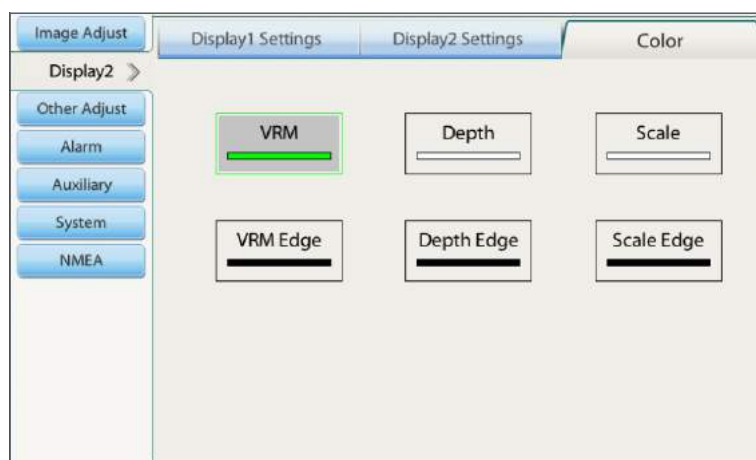 Image Adjust
Display2
Other Adjust
Alarm
Auxiliary
System
NMEA
Display1 Settings
Display2 Settings
Color
VRM
Depth
Scale
VRM Edge
Depth Edge
Scale Edge